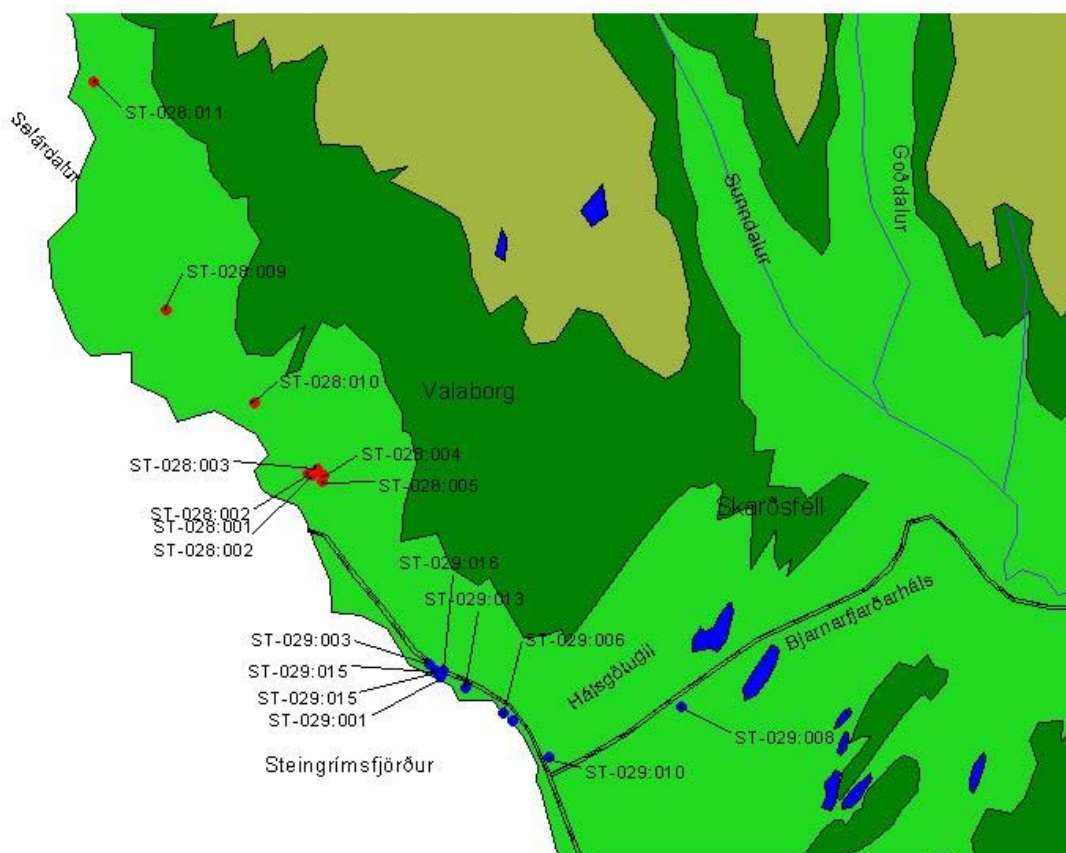 ST-028:011
Selárdalur
Goðdalur
Sunndalur
ST-028:009
ST-028:010
Valaborg
ST-028:003
ST-028:004
ST-028:005
ST-028:002
ST-028:001
ST-028:002
Skarðsfell
ST-029:016
ST-029:013
Bjarnarfjarðarháls
ST-029:003
ST-029:006
ST-029:015
Hálsgötugil
ST-029:015
ST-029:001
ST-029:008
Steingrímsfjörður
ST-029:010